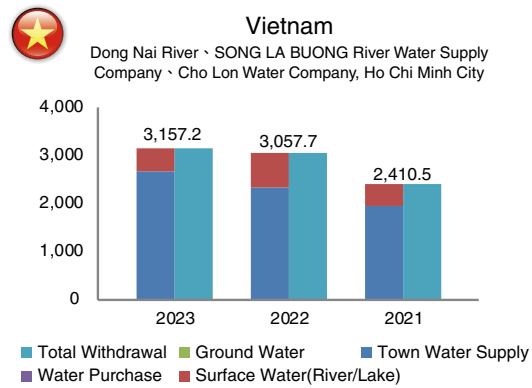 Vietnam
Dong Nai River、SONG LA BUONG River Water Supply
Company、Cho Lon Water Company, Ho Chi Minh City
4,000
3,000
2,000
1,000
0
3,157.2
3,057.7
2,410.5
2023 2022 2021
Total Withdrawal Ground Water Town Water Supply
Water Purchase Surface Water(River/Lake)